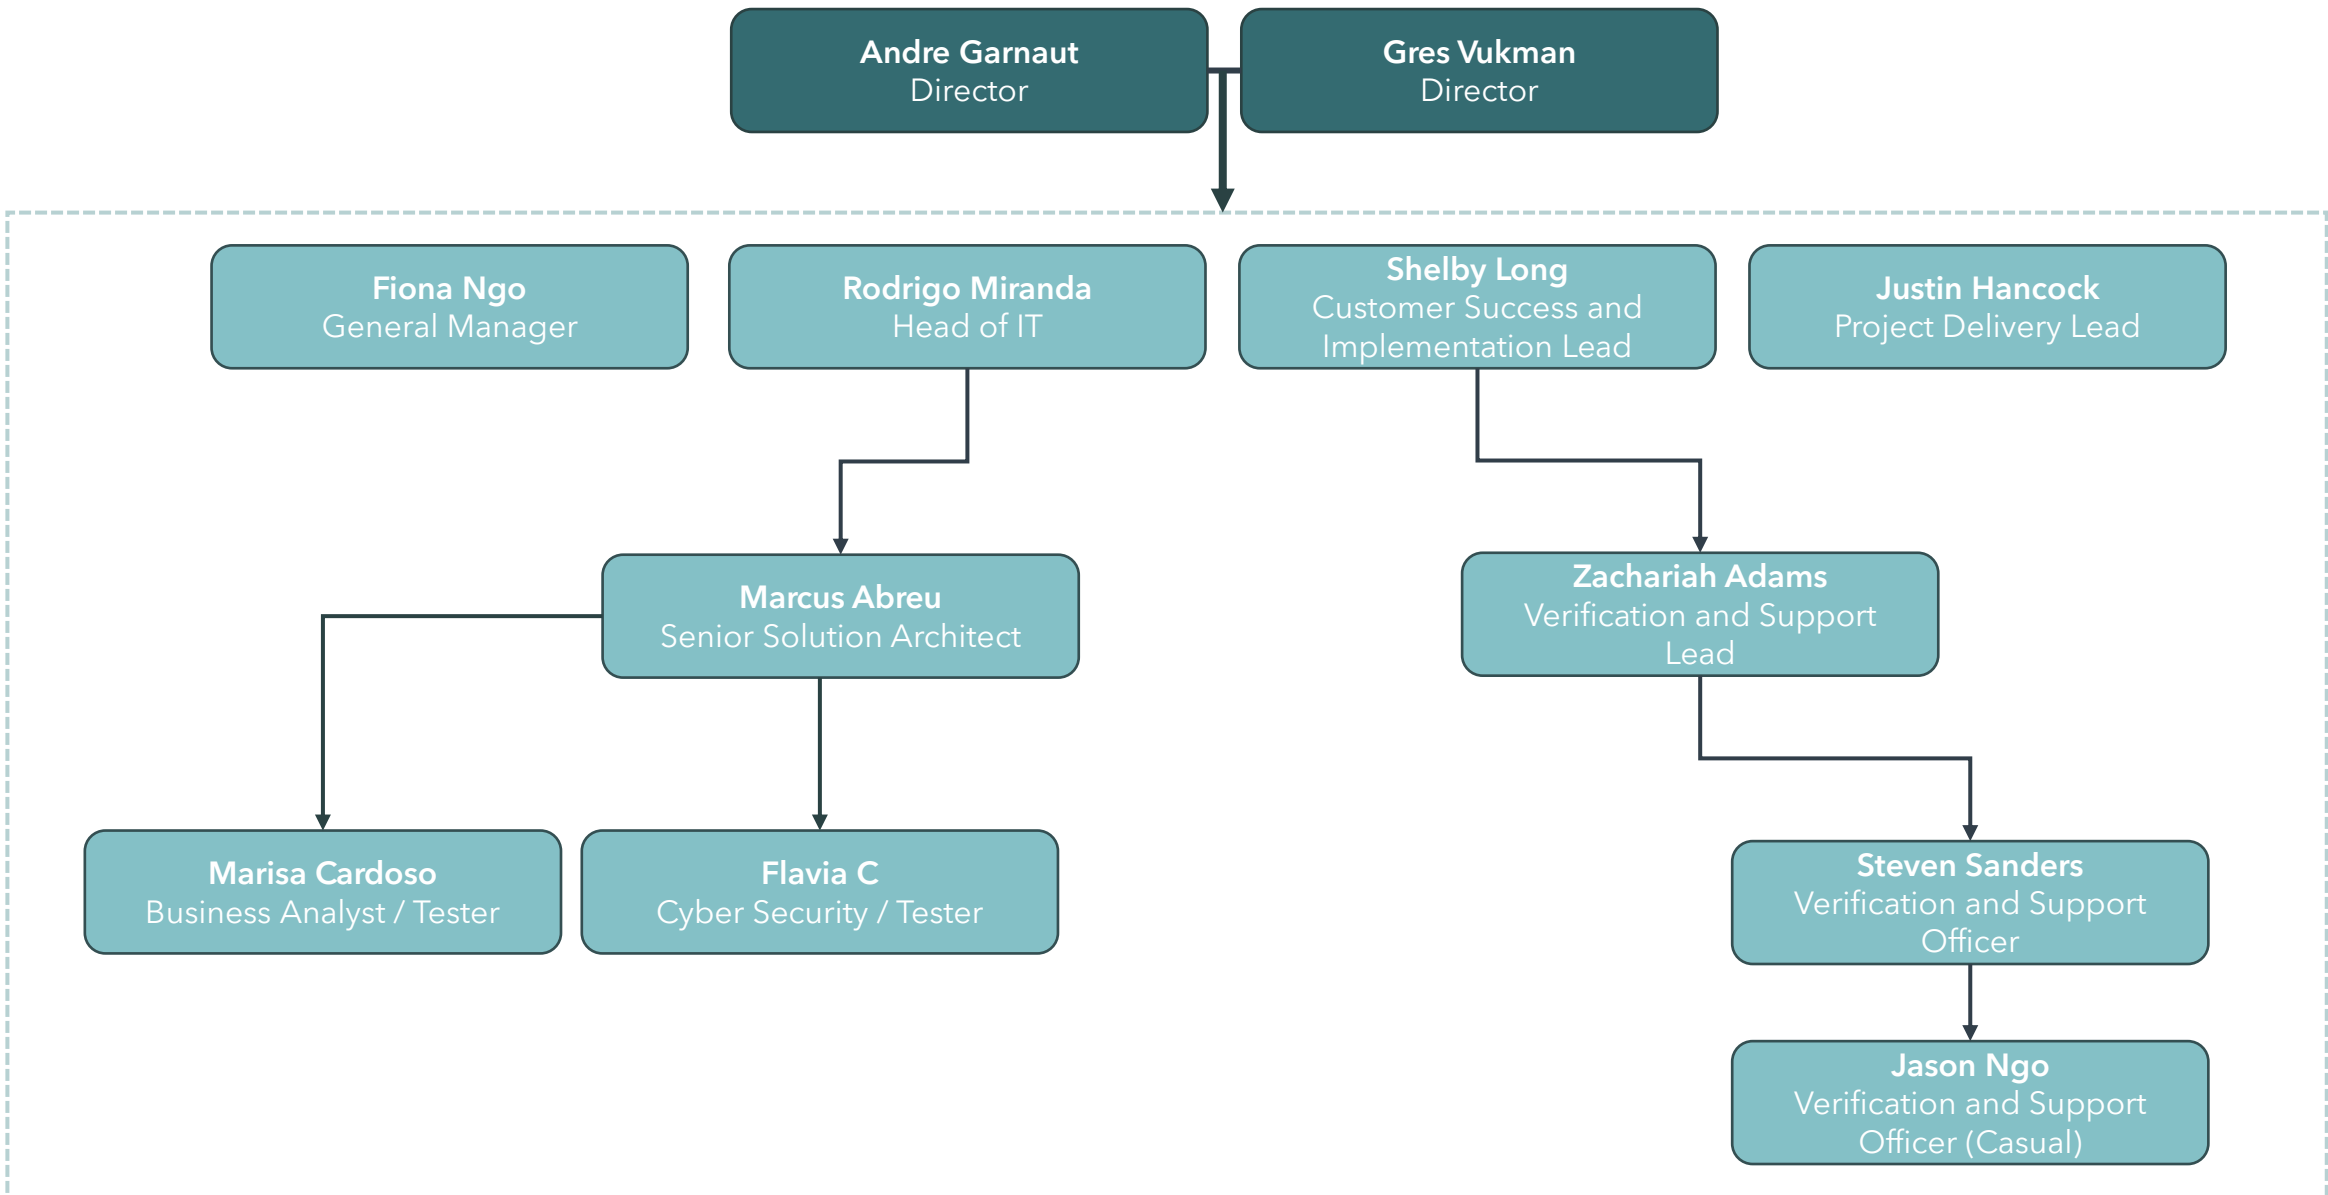 Andre Garnaut
Director
Gres Vukman
Director
Fiona Ngo
General Manager
Rodrigo Miranda
Head of IT
Shelby Long
Customer Success and
Implementation Lead
Justin Hancock
Project Delivery Lead
Marcus Abreu
Senior Solution Architect
Zachariah Adams
Verification and Support
Lead
Marisa Cardoso
Business Analyst / Tester
Flavia C
Cyber Security / Tester
Steven Sanders
Verification and Support
Officer
Jason Ngo
Verification and Support
Officer (Casual)